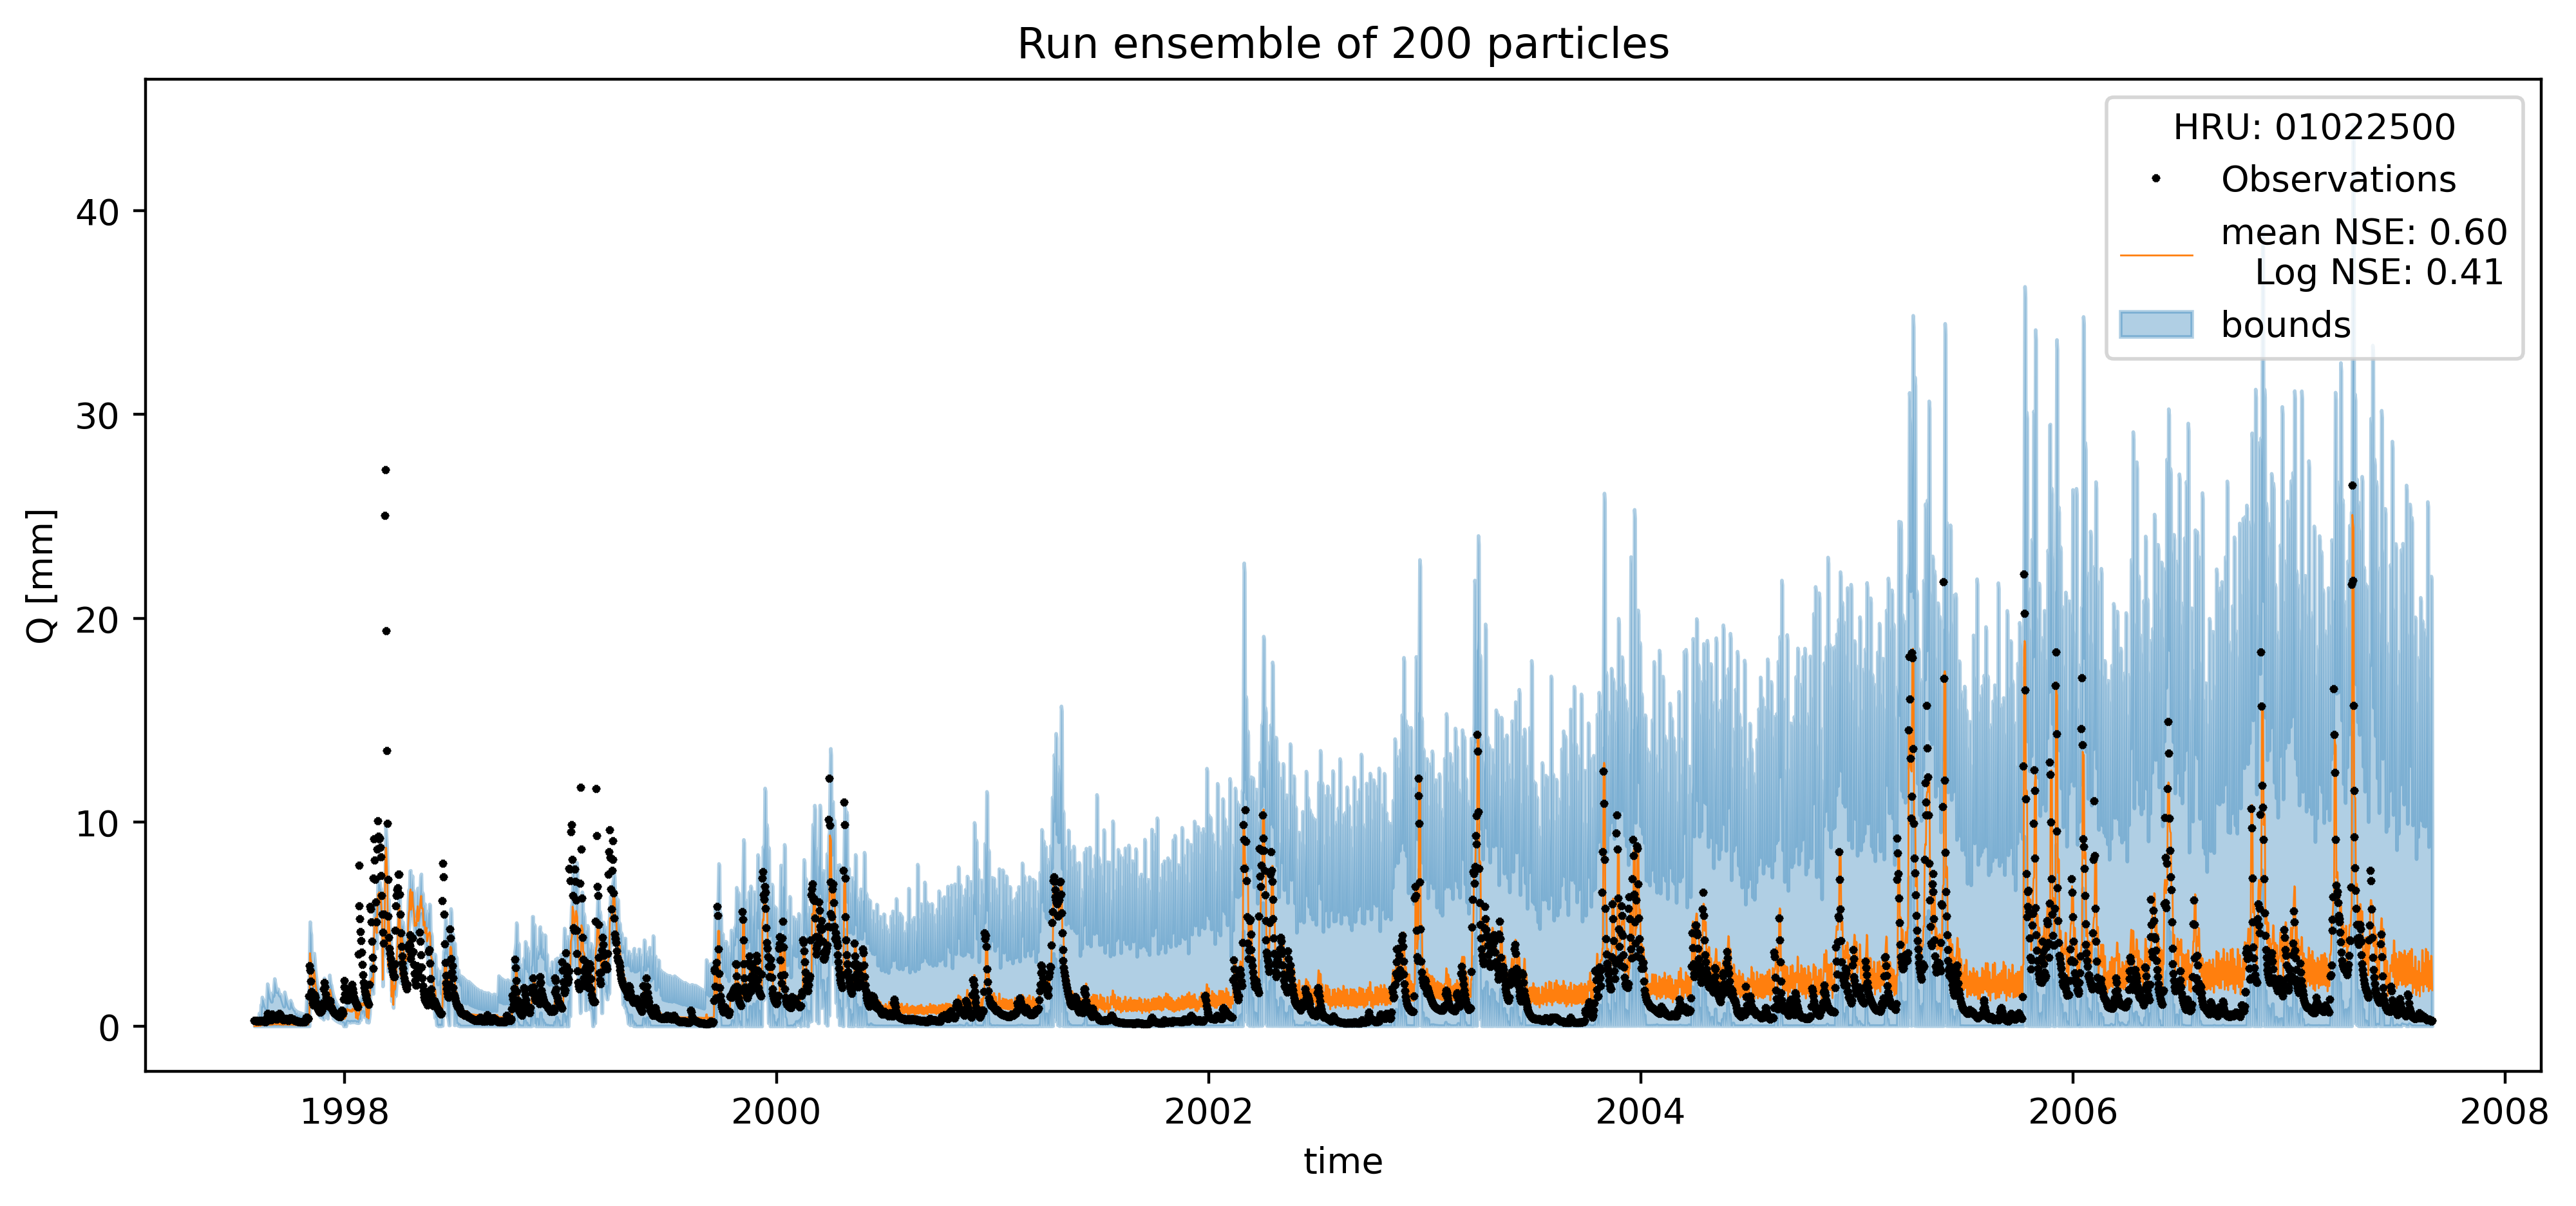 Run ensemble of 200 particles
HRU: 01022500
Observations
mean NSE: 0.60
Log NSE: 0.41
bounds
Q [mm]
40
30
20
10
0
1998
2000
2002
2004
2006
2008
time